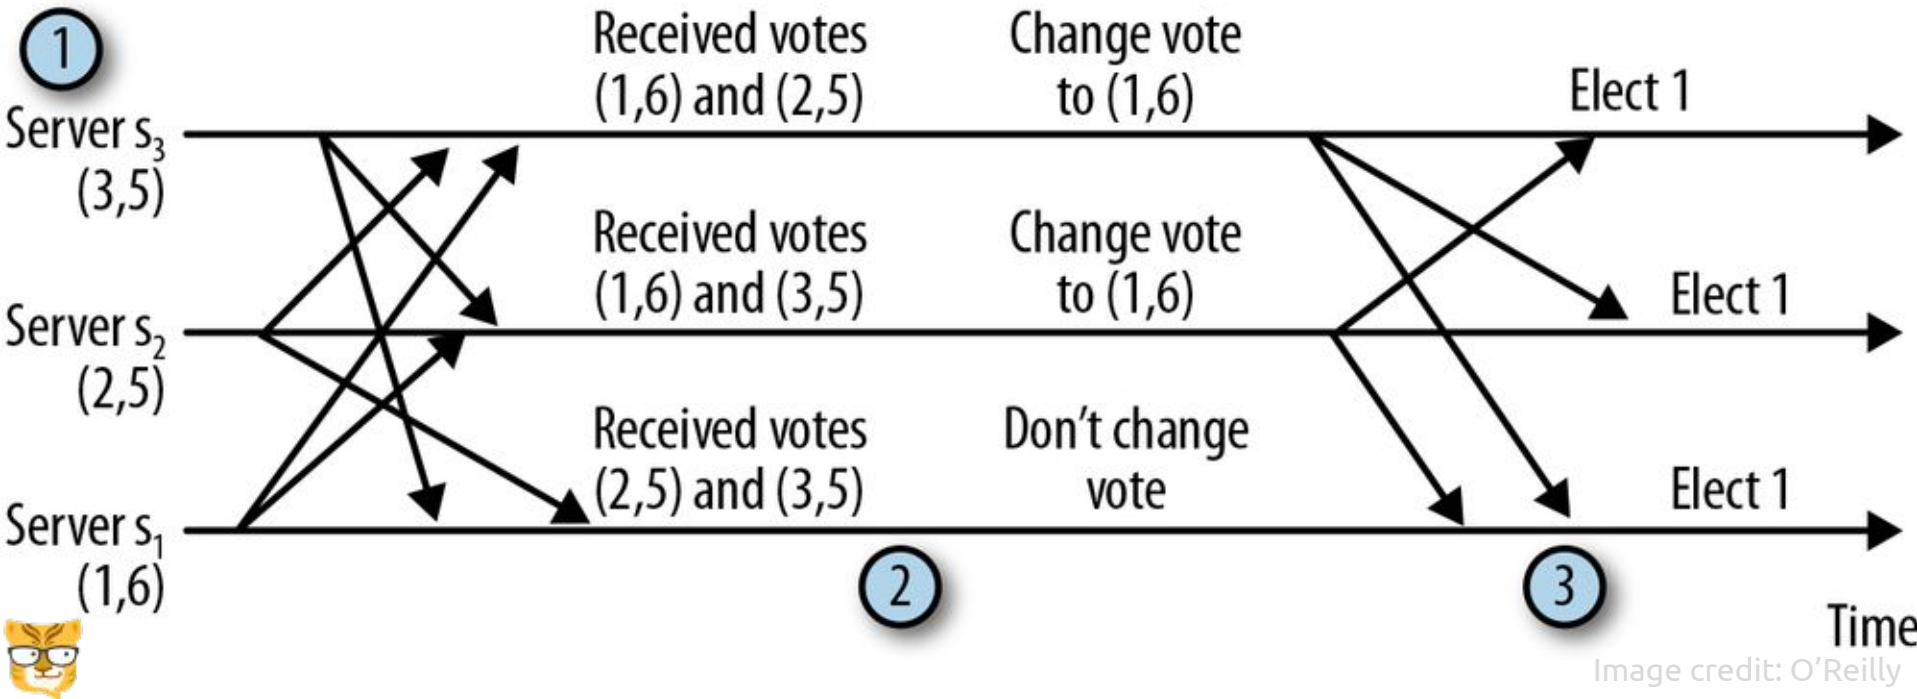 1
Received votes
(1,6) and (2,5)
Change vote
to (1,6)
Elect 1
Server s₃
(3,5)
Received votes
(1,6) and (3,5)
Change vote
to (1,6)
Elect 1
Server s₂
(2,5)
Received votes
(2,5) and (3,5)
Don’t change
vote
Elect 1
Server s₁
(1,6)
2
3
Time
Image credit: O’Reilly